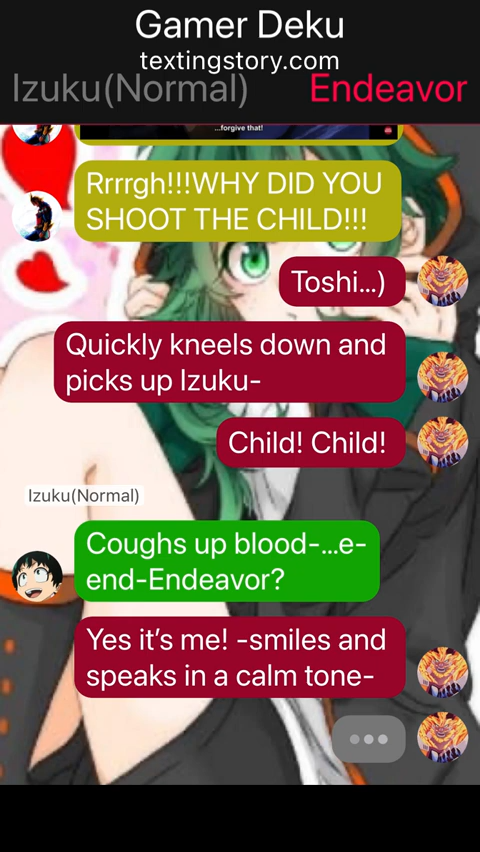 Gamer Deku
textingstory.com
Izuku(Normal) Endeavor
...forgive that!
Rrrrgh!!!WHY DID YOU
SHOOT THE CHILD!!!
Toshi...)
Quickly kneels down and
picks up Izuku-
Child! Child!
Izuku(Normal)
Coughs up blood-...e-
end-Endeavor?
Yes it’s me! -smiles and
speaks in a calm tone-